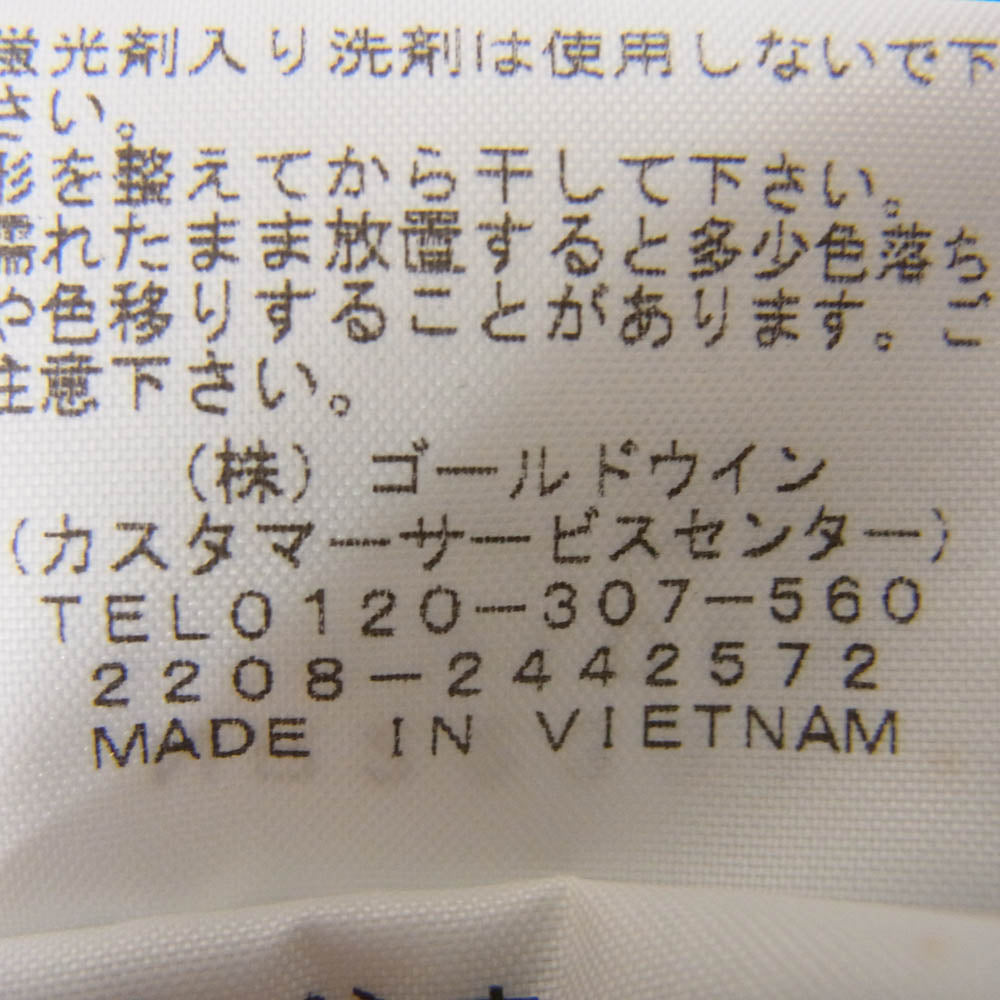 蛍光剤入り洗剤は使用しないで下
さい。
形を整えてから干して下さい。
濡れたまま放置すると多少色落ち
や色移りすることがあります。ご
注意下さい。
(株) ゴールドウイン
(カスタマーサービスセンター)
TEL0120-307-560
2208-2442572
MADE IN VIETNAM